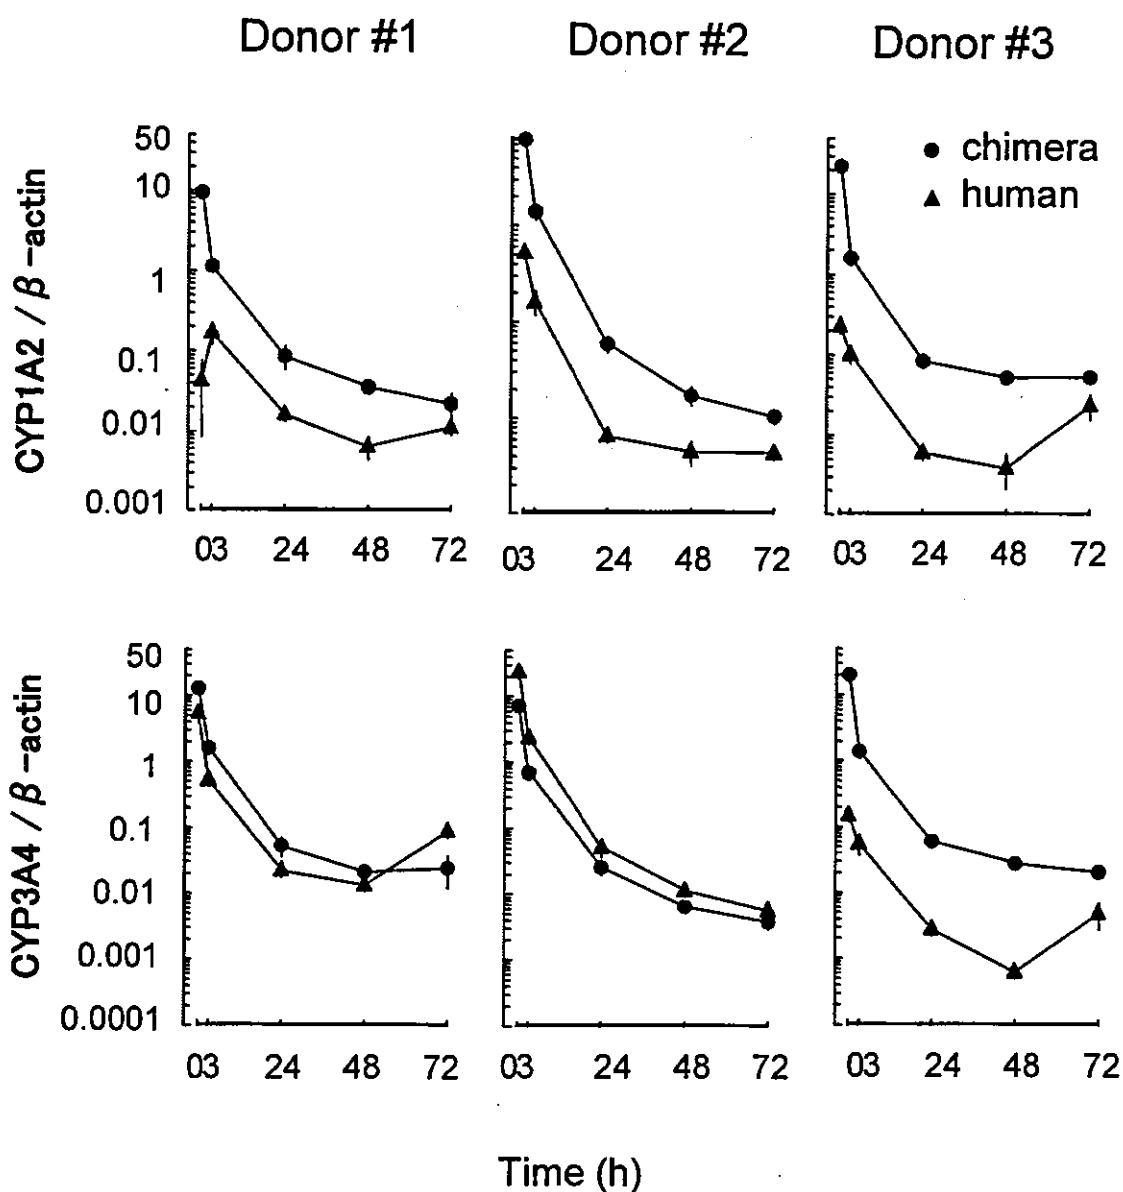 Donor #1 Donor #2 Donor #3
chimera
human
CYP1A2 / β-actin
50
10
1
0.1
0.01
0.001
03 24 48 72 03 24 48 72 03 24 48 72
CYP3A4 / β-actin
50
10
1
0.1
0.01
0.001
0.0001
03 24 48 72 03 24 48 72 03 24 48 72
Time (h)